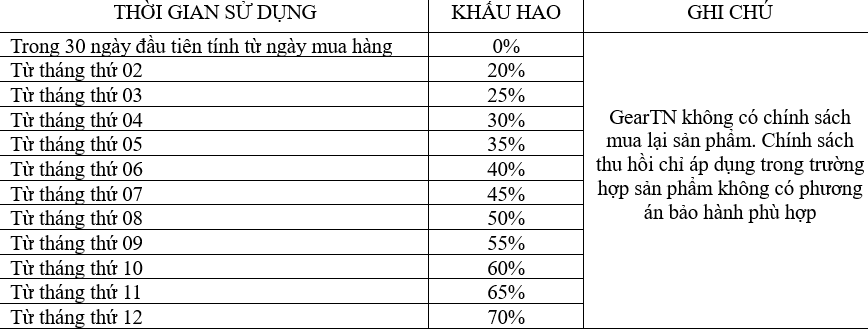 THỜI GIAN SỬ DỤNG KHẤU HAO GHI CHÚ
Trong 30 ngày đầu tiên tính từ ngày mua hàng 0%
Từ tháng thứ 02 20%
Từ tháng thứ 03 25%
Từ tháng thứ 04 30%
Từ tháng thứ 05 35%
Từ tháng thứ 06 40%
Từ tháng thứ 07 45%
Từ tháng thứ 08 50%
Từ tháng thứ 09 55%
Từ tháng thứ 10 60%
Từ tháng thứ 11 65%
Từ tháng thứ 12 70%
GearTN không có chính sách
mua lại sản phẩm. Chính sách
thu hồi chỉ áp dụng trong trường
hợp sản phẩm không có phương
án bảo hành phù hợp